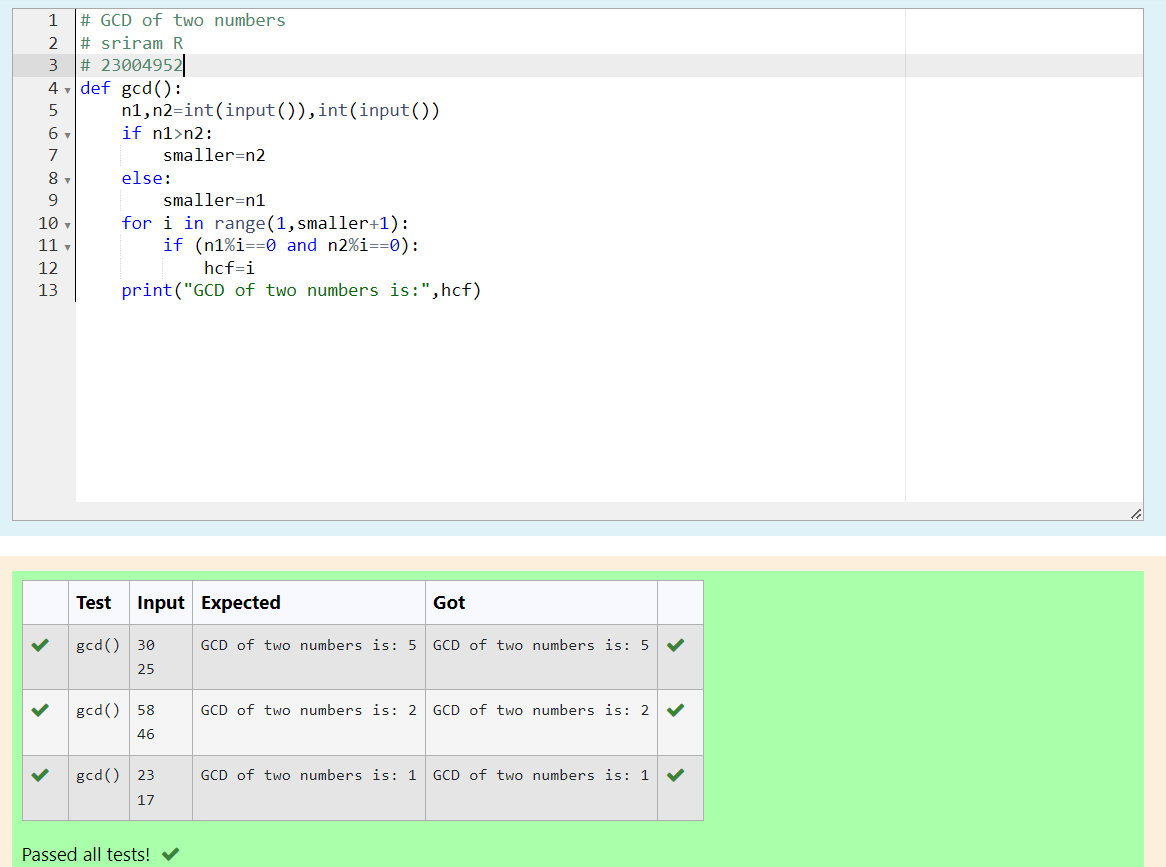 1 # GCD of two numbers
2 # sriram R
3 # 23004952
4 def gcd():
5     n1,n2=int(input()),int(input())
6     if n1>n2:
7         smaller=n2
8     else:
9         smaller=n1
10     for i in range(1,smaller+1):
11         if (n1%i==0 and n2%i==0):
12             hcf=i
13     print("GCD of two numbers is:",hcf)
Test Input Expected Got
gcd() 30 GCD of two numbers is: 5 GCD of two numbers is: 5
25
gcd() 58 GCD of two numbers is: 2 GCD of two numbers is: 2
46
gcd() 23 GCD of two numbers is: 1 GCD of two numbers is: 1
17
Passed all tests!